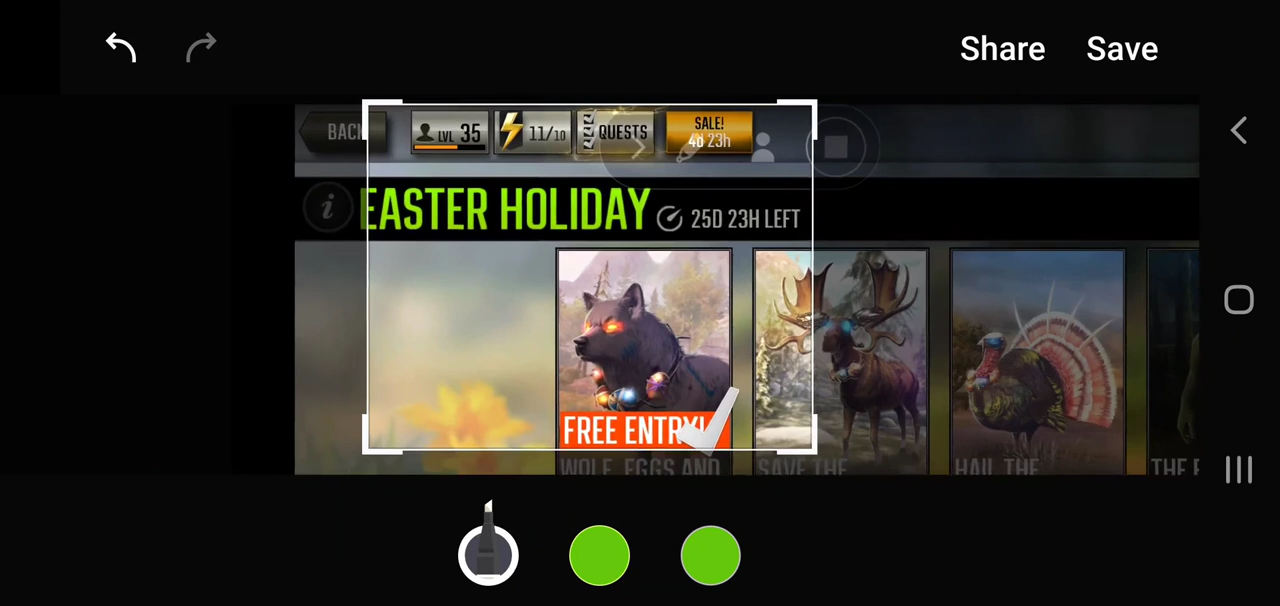 Share Save
BACK LVL 35 11/10 QUESTS SALE!
4d 23h
i EASTER HOLIDAY 25D 23H LEFT
FREE ENTRY!
WOLF, EGGS AND SAVE THE HAIL THE THE